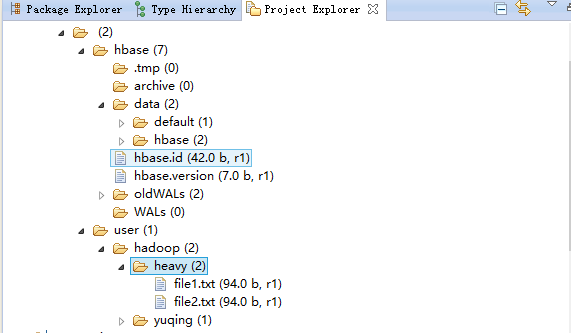 Package Explorer Type Hierarchy Project Explorer
(2)
hbase (7)
.tmp (0)
archive (0)
data (2)
default (1)
hbase (2)
hbase.id (42.0 b, r1)
hbase.version (7.0 b, r1)
oldWALs (2)
WALs (0)
user (1)
hadoop (2)
heavy (2)
file1.txt (94.0 b, r1)
file2.txt (94.0 b, r1)
yuqing (1)